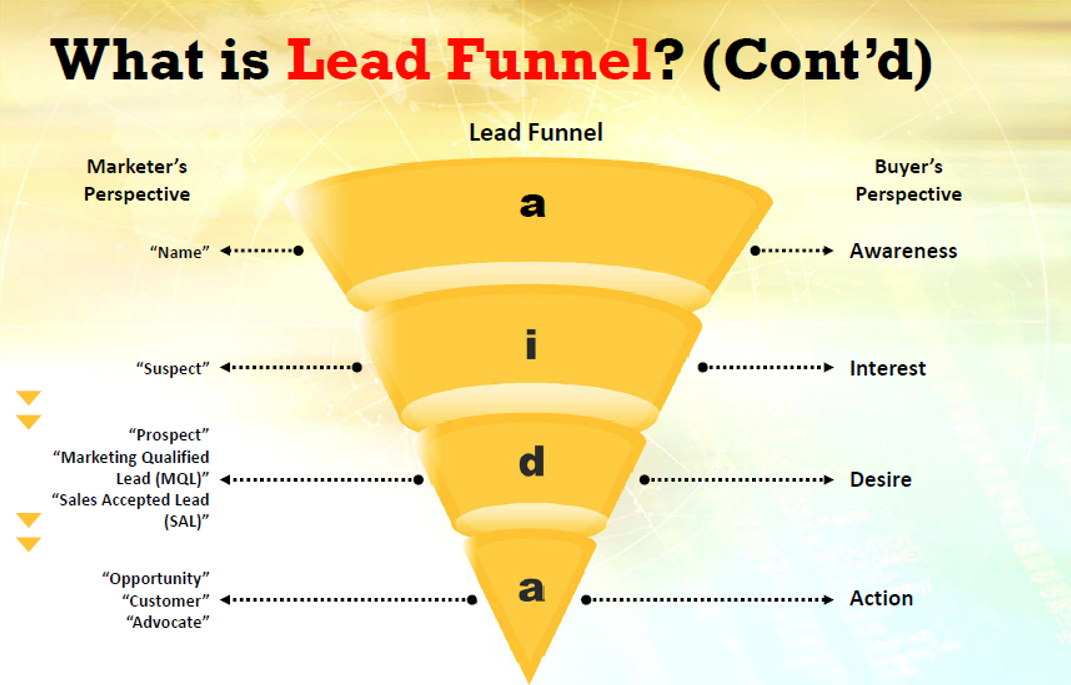 What is Lead Funnel? (Cont’d)
Lead Funnel
Marketer’s
Perspective
Buyer’s
Perspective
a
“Name”
Awareness
i
“Suspect”
Interest
“Prospect”
“Marketing Qualified
Lead (MQL)”
“Sales Accepted Lead
(SAL)”
d
Desire
“Opportunity”
“Customer”
“Advocate”
a
Action